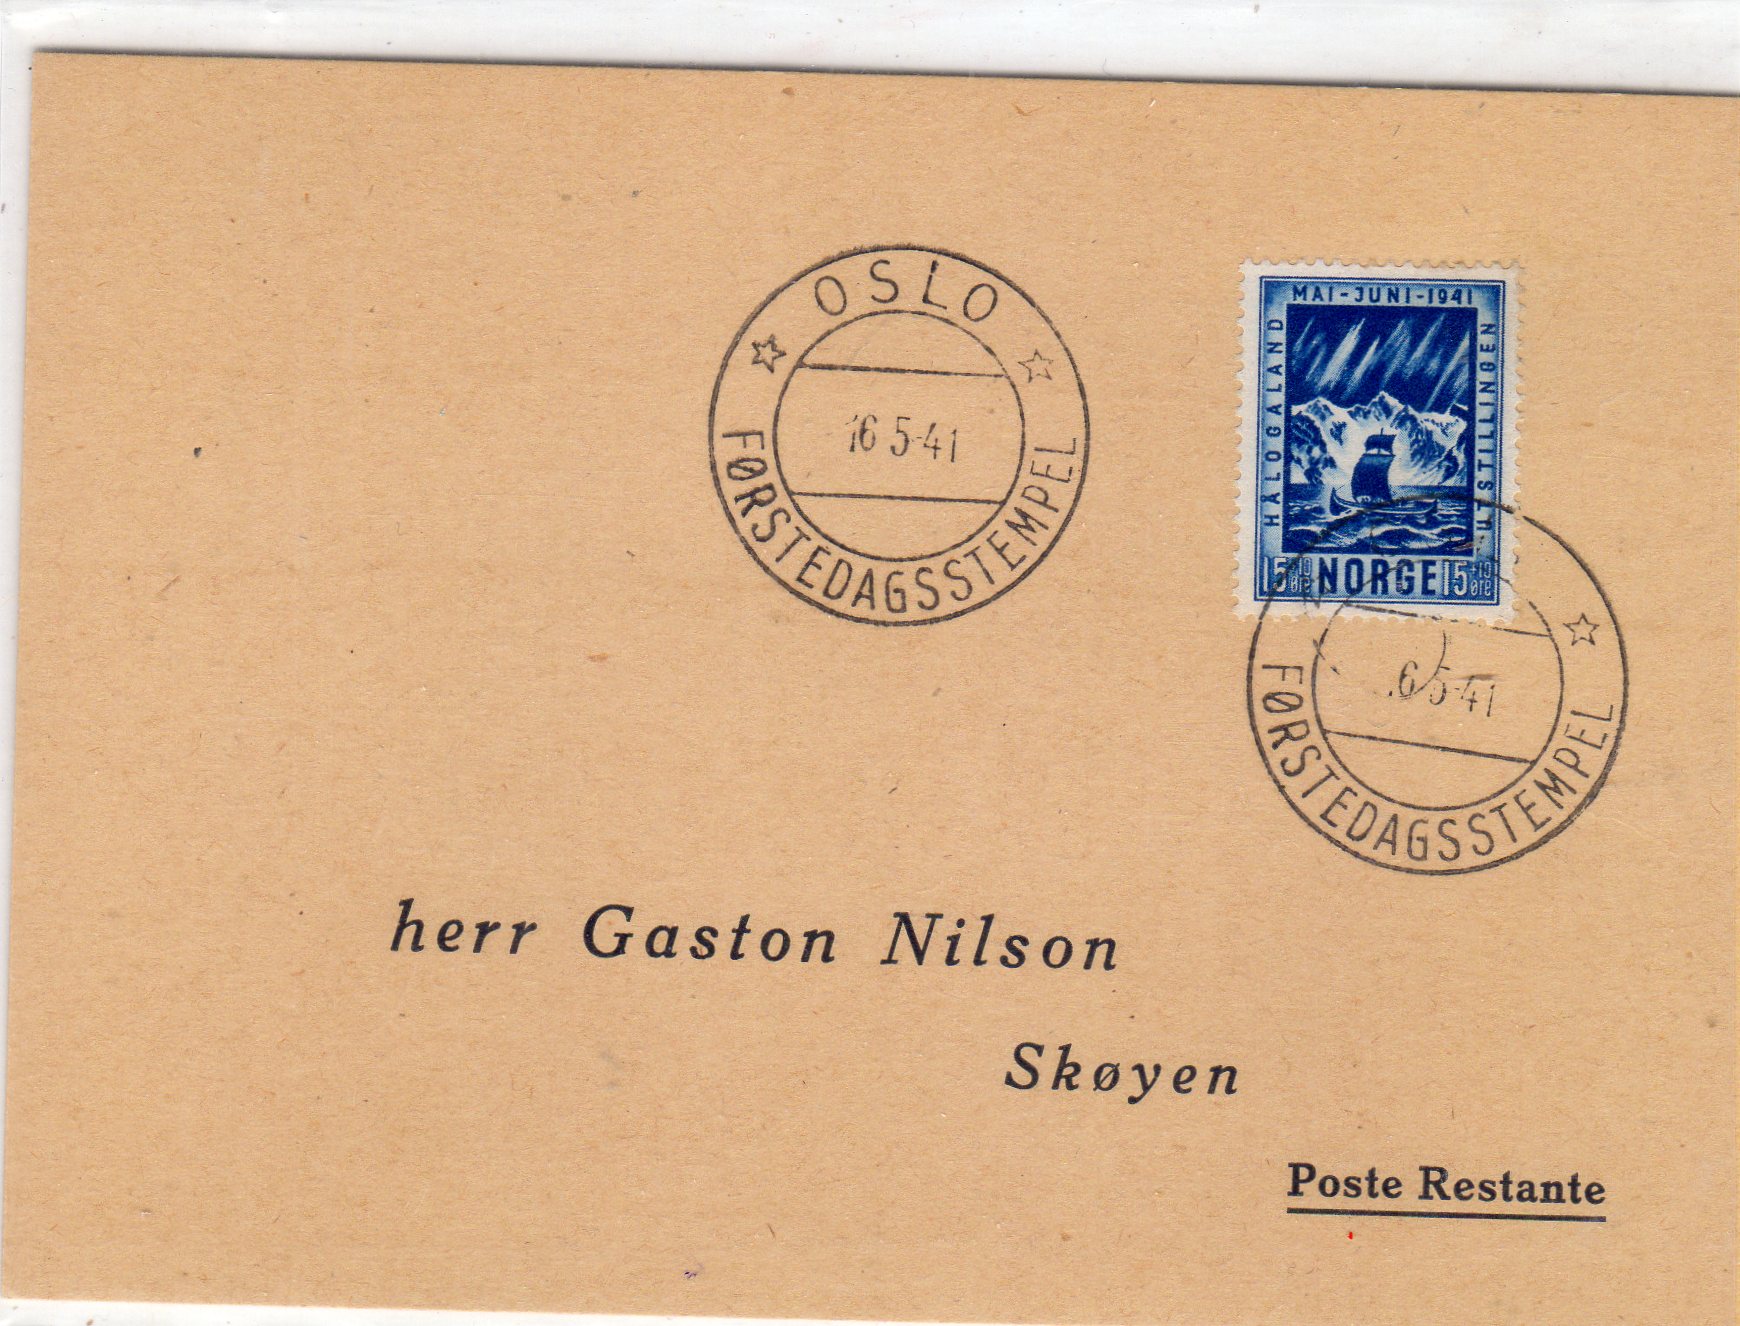 OSLO
16 5-41
FØRSTEDAGSSTEMPEL
MAI-JUNI-1941
HÅLOGALAND
UTSTILLINGEN
15 +10 ØRE NORGE 15 +10 ØRE
6 5-41
FØRSTEDAGSSTEMPEL
herr Gaston Nilson
Skøyen
Poste Restante